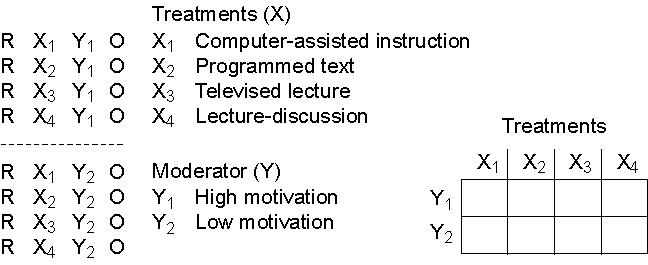 Treatments (X)
R X₁ Y₁ O X₁ Computer-assisted instruction
R X₂ Y₁ O X₂ Programmed text
R X₃ Y₁ O X₃ Televised lecture
R X₄ Y₁ O X₄ Lecture-discussion
---------------
R X₁ Y₂ O Moderator (Y)
R X₂ Y₂ O Y₁ High motivation
R X₃ Y₂ O Y₂ Low motivation
R X₄ Y₂ O
Treatments
X₁ X₂ X₃ X₄
Y₁
Y₂